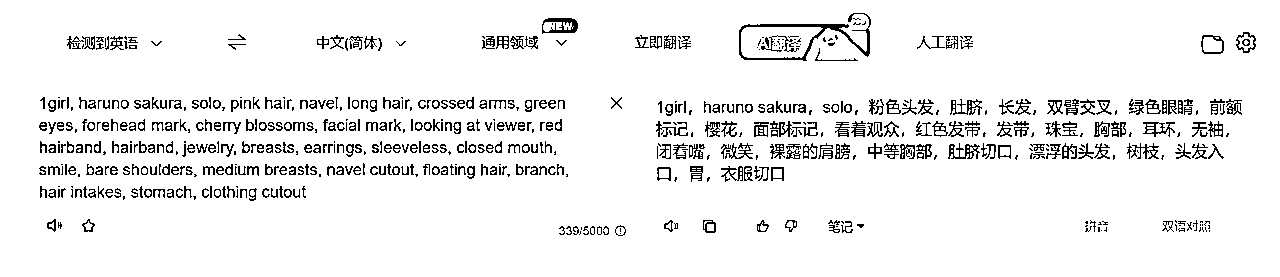 检测到英语
中文(简体)
通用领域
NEW
立即翻译
AI翻译
人工翻译
1girl, haruno sakura, solo, pink hair, navel, long hair, crossed arms, green
eyes, forehead mark, cherry blossoms, facial mark, looking at viewer, red
hairband, hairband, jewelry, breasts, earrings, sleeveless, closed mouth,
smile, bare shoulders, medium breasts, navel cutout, floating hair, branch,
hair intakes, stomach, clothing cutout
339/5000
1girl，haruno sakura，solo，粉色头发，肚脐，长发，双臂交叉，绿色眼睛，前额
标记，樱花，面部标记，看着观众，红色发带，发带，珠宝，胸部，耳环，无袖，
闭着嘴，微笑，裸露的肩膀，中等胸部，肚脐切口，漂浮的头发，树枝，头发入
口，胃，衣服切口
笔记
拼音
双语对照